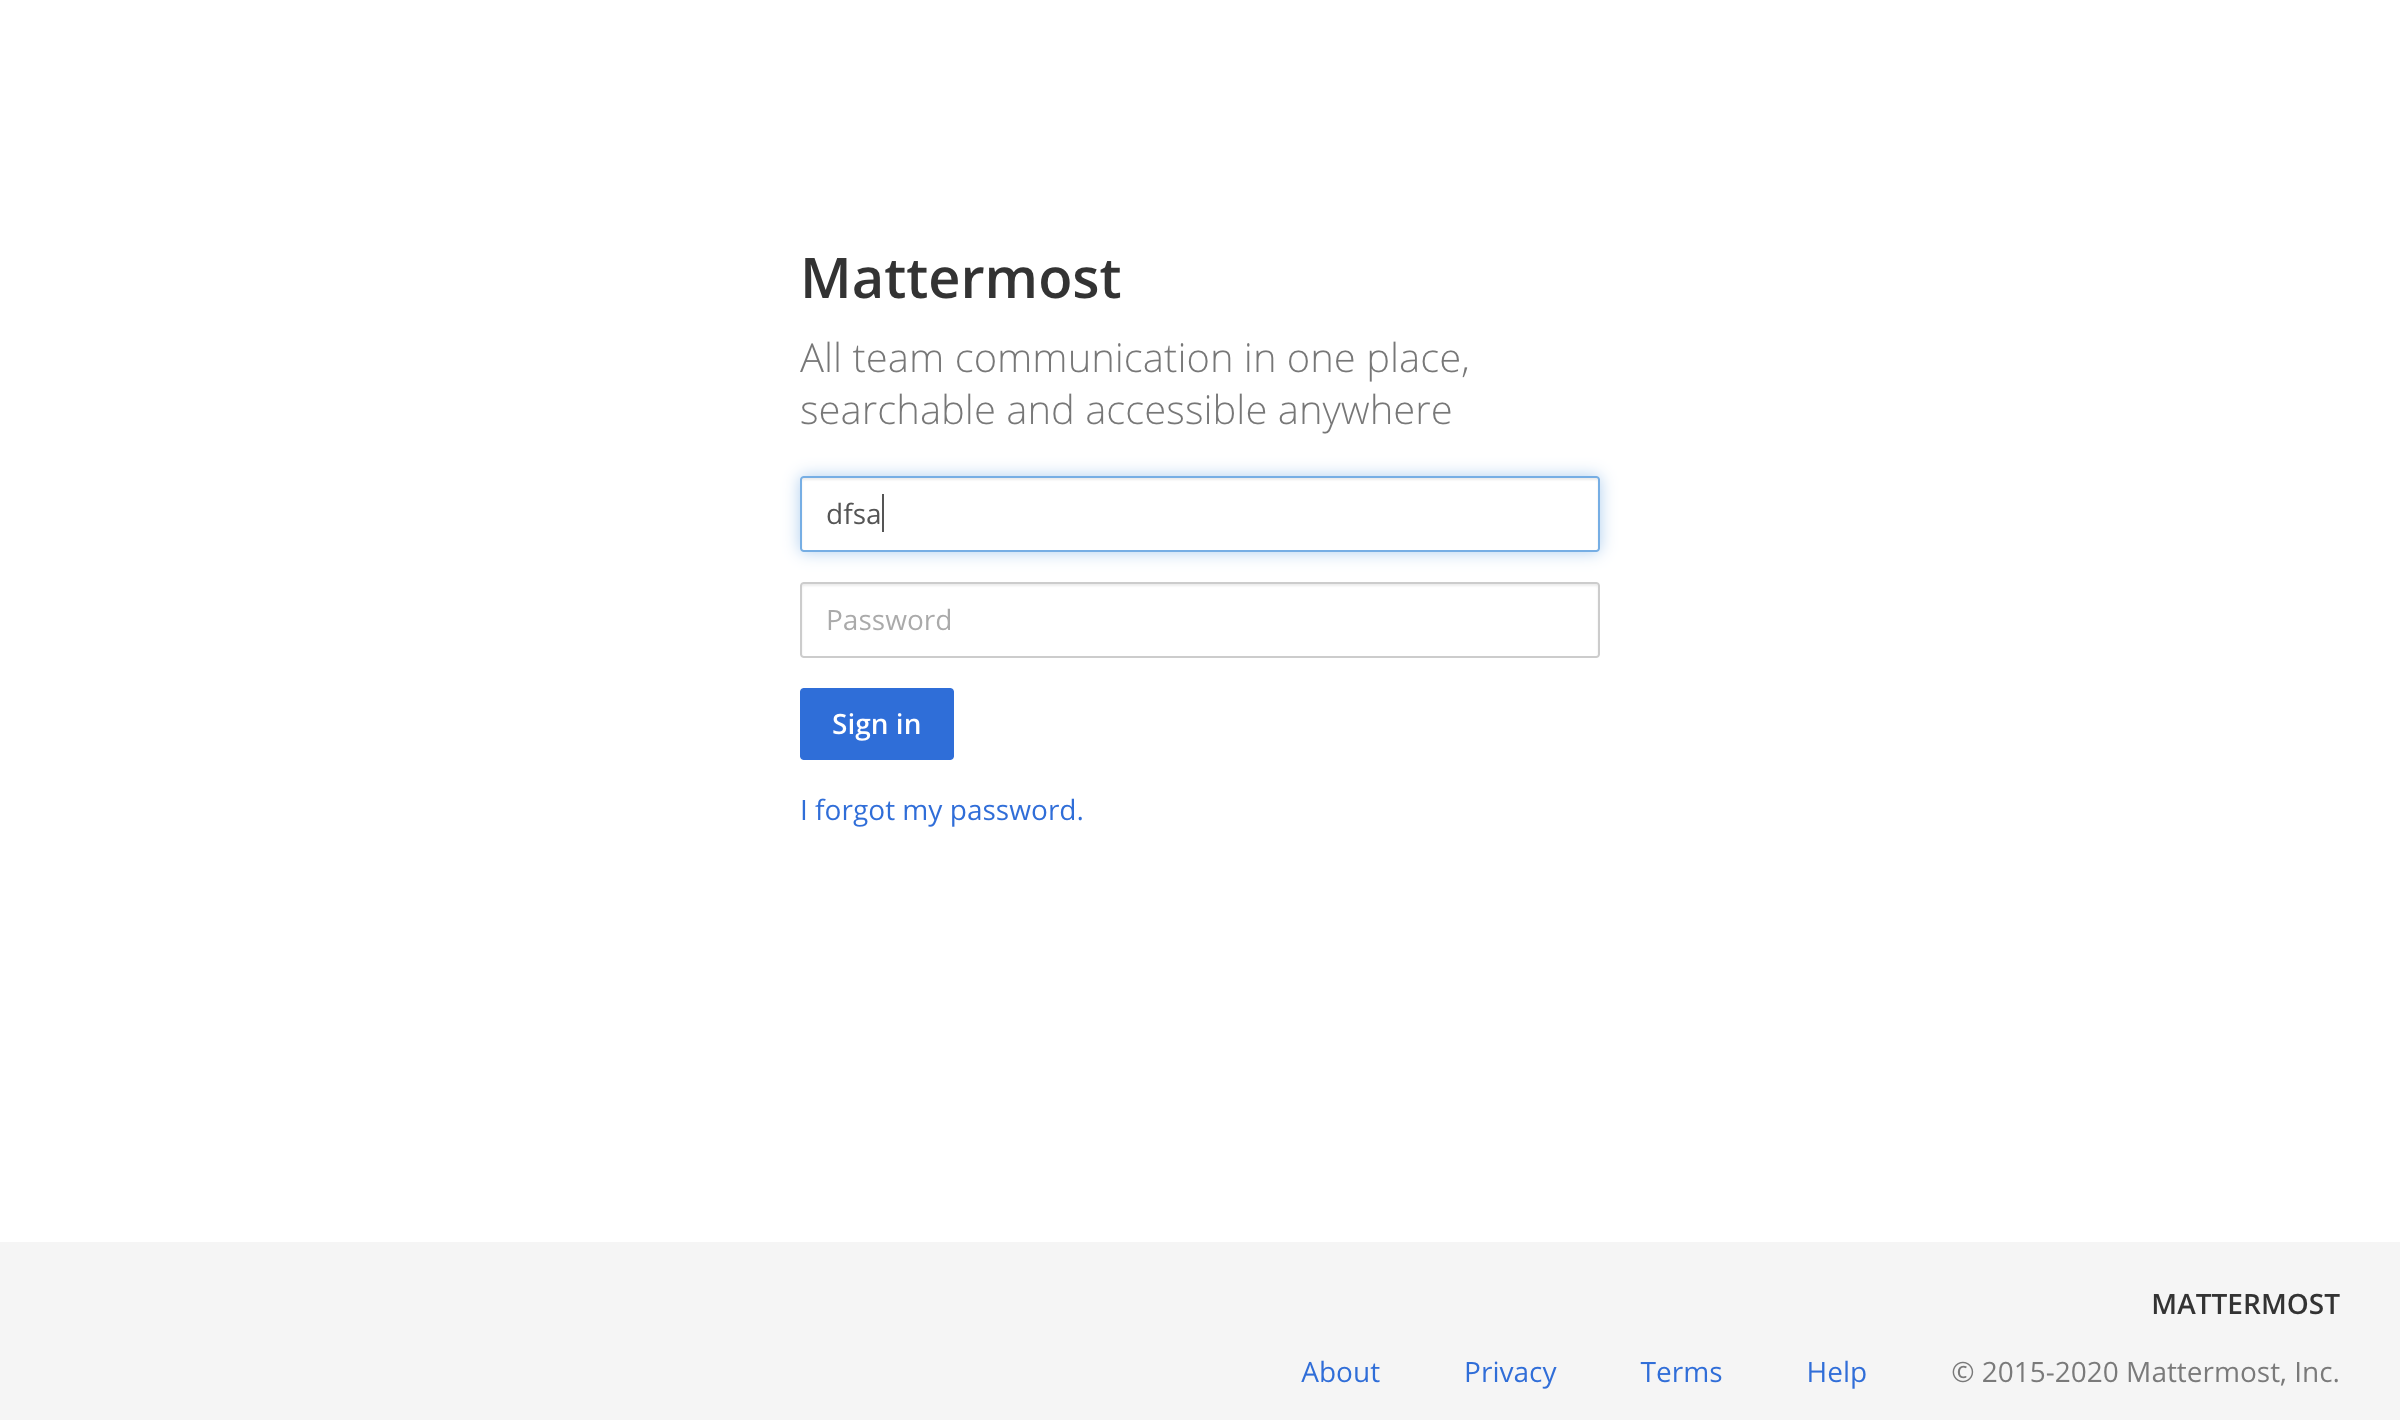 Mattermost
All team communication in one place,
searchable and accessible anywhere
dfsa
Password
Sign in
I forgot my password.
MATTERMOST
About Privacy Terms Help © 2015-2020 Mattermost, Inc.